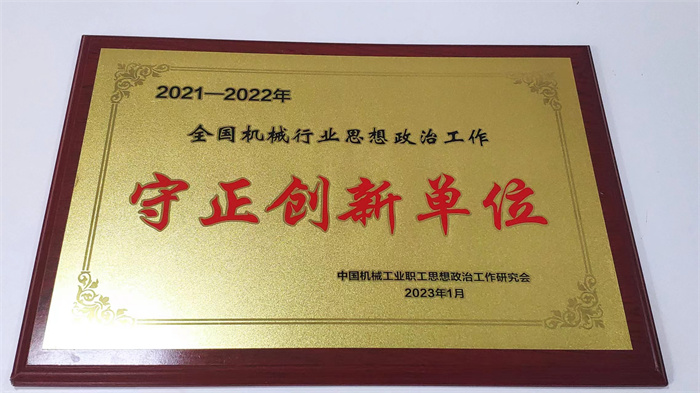 2021—2022年
全国机械行业思想政治工作
守正创新单位
中国机械工业职工思想政治工作研究会
2023年1月